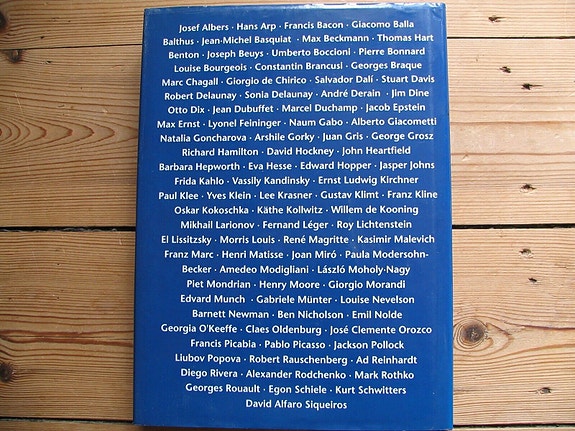 Josef Albers · Hans Arp · Francis Bacon · Giacomo Balla
Balthus · Jean-Michel Basquiat · Max Beckmann · Thomas Hart
Benton · Joseph Beuys · Umberto Boccioni · Pierre Bonnard
Louise Bourgeois · Constantin Brancusi · Georges Braque
Marc Chagall · Giorgio de Chirico · Salvador Dalí · Stuart Davis
Robert Delaunay · Sonia Delaunay · André Derain · Jim Dine
Otto Dix · Jean Dubuffet · Marcel Duchamp · Jacob Epstein
Max Ernst · Lyonel Feininger · Naum Gabo · Alberto Giacometti
Natalia Goncharova · Arshile Gorky · Juan Gris · George Grosz
Richard Hamilton · David Hockney · John Heartfield
Barbara Hepworth · Eva Hesse · Edward Hopper · Jasper Johns
Frida Kahlo · Vassily Kandinsky · Ernst Ludwig Kirchner
Paul Klee · Yves Klein · Lee Krasner · Gustav Klimt · Franz Kline
Oskar Kokoschka · Käthe Kollwitz · Willem de Kooning
Mikhail Larionov · Fernand Léger · Roy Lichtenstein
El Lissitzsky · Morris Louis · René Magritte · Kasimir Malevich
Franz Marc · Henri Matisse · Joan Miró · Paula Modersohn-
Becker · Amedeo Modigliani · László Moholy-Nagy
Piet Mondrian · Henry Moore · Giorgio Morandi
Edvard Munch · Gabriele Münter · Louise Nevelson
Barnett Newman · Ben Nicholson · Emil Nolde
Georgia O'Keeffe · Claes Oldenburg · José Clemente Orozco
Francis Picabia · Pablo Picasso · Jackson Pollock
Liubov Popova · Robert Rauschenberg · Ad Reinhardt
Diego Rivera · Alexander Rodchenko · Mark Rothko
Georges Rouault · Egon Schiele · Kurt Schwitters
David Alfaro Siqueiros